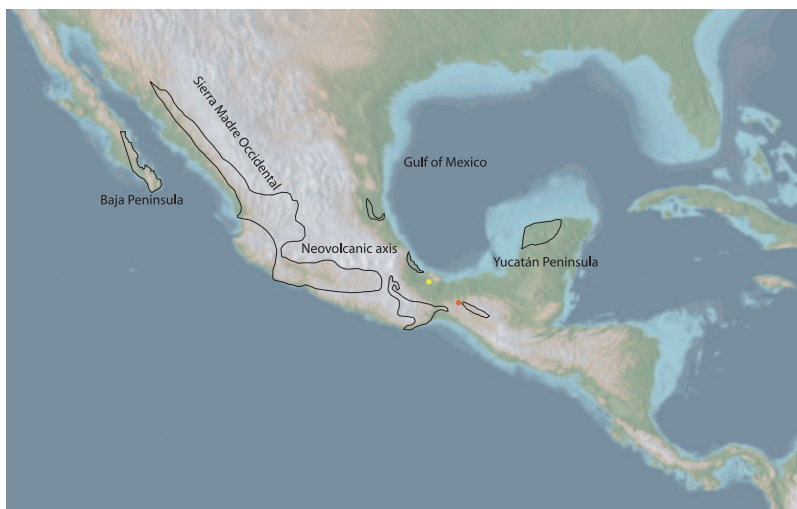 Sierra Madre Occidental
Gulf of Mexico
Baja Peninsula
Neovolcanic axis
Yucatán Peninsula